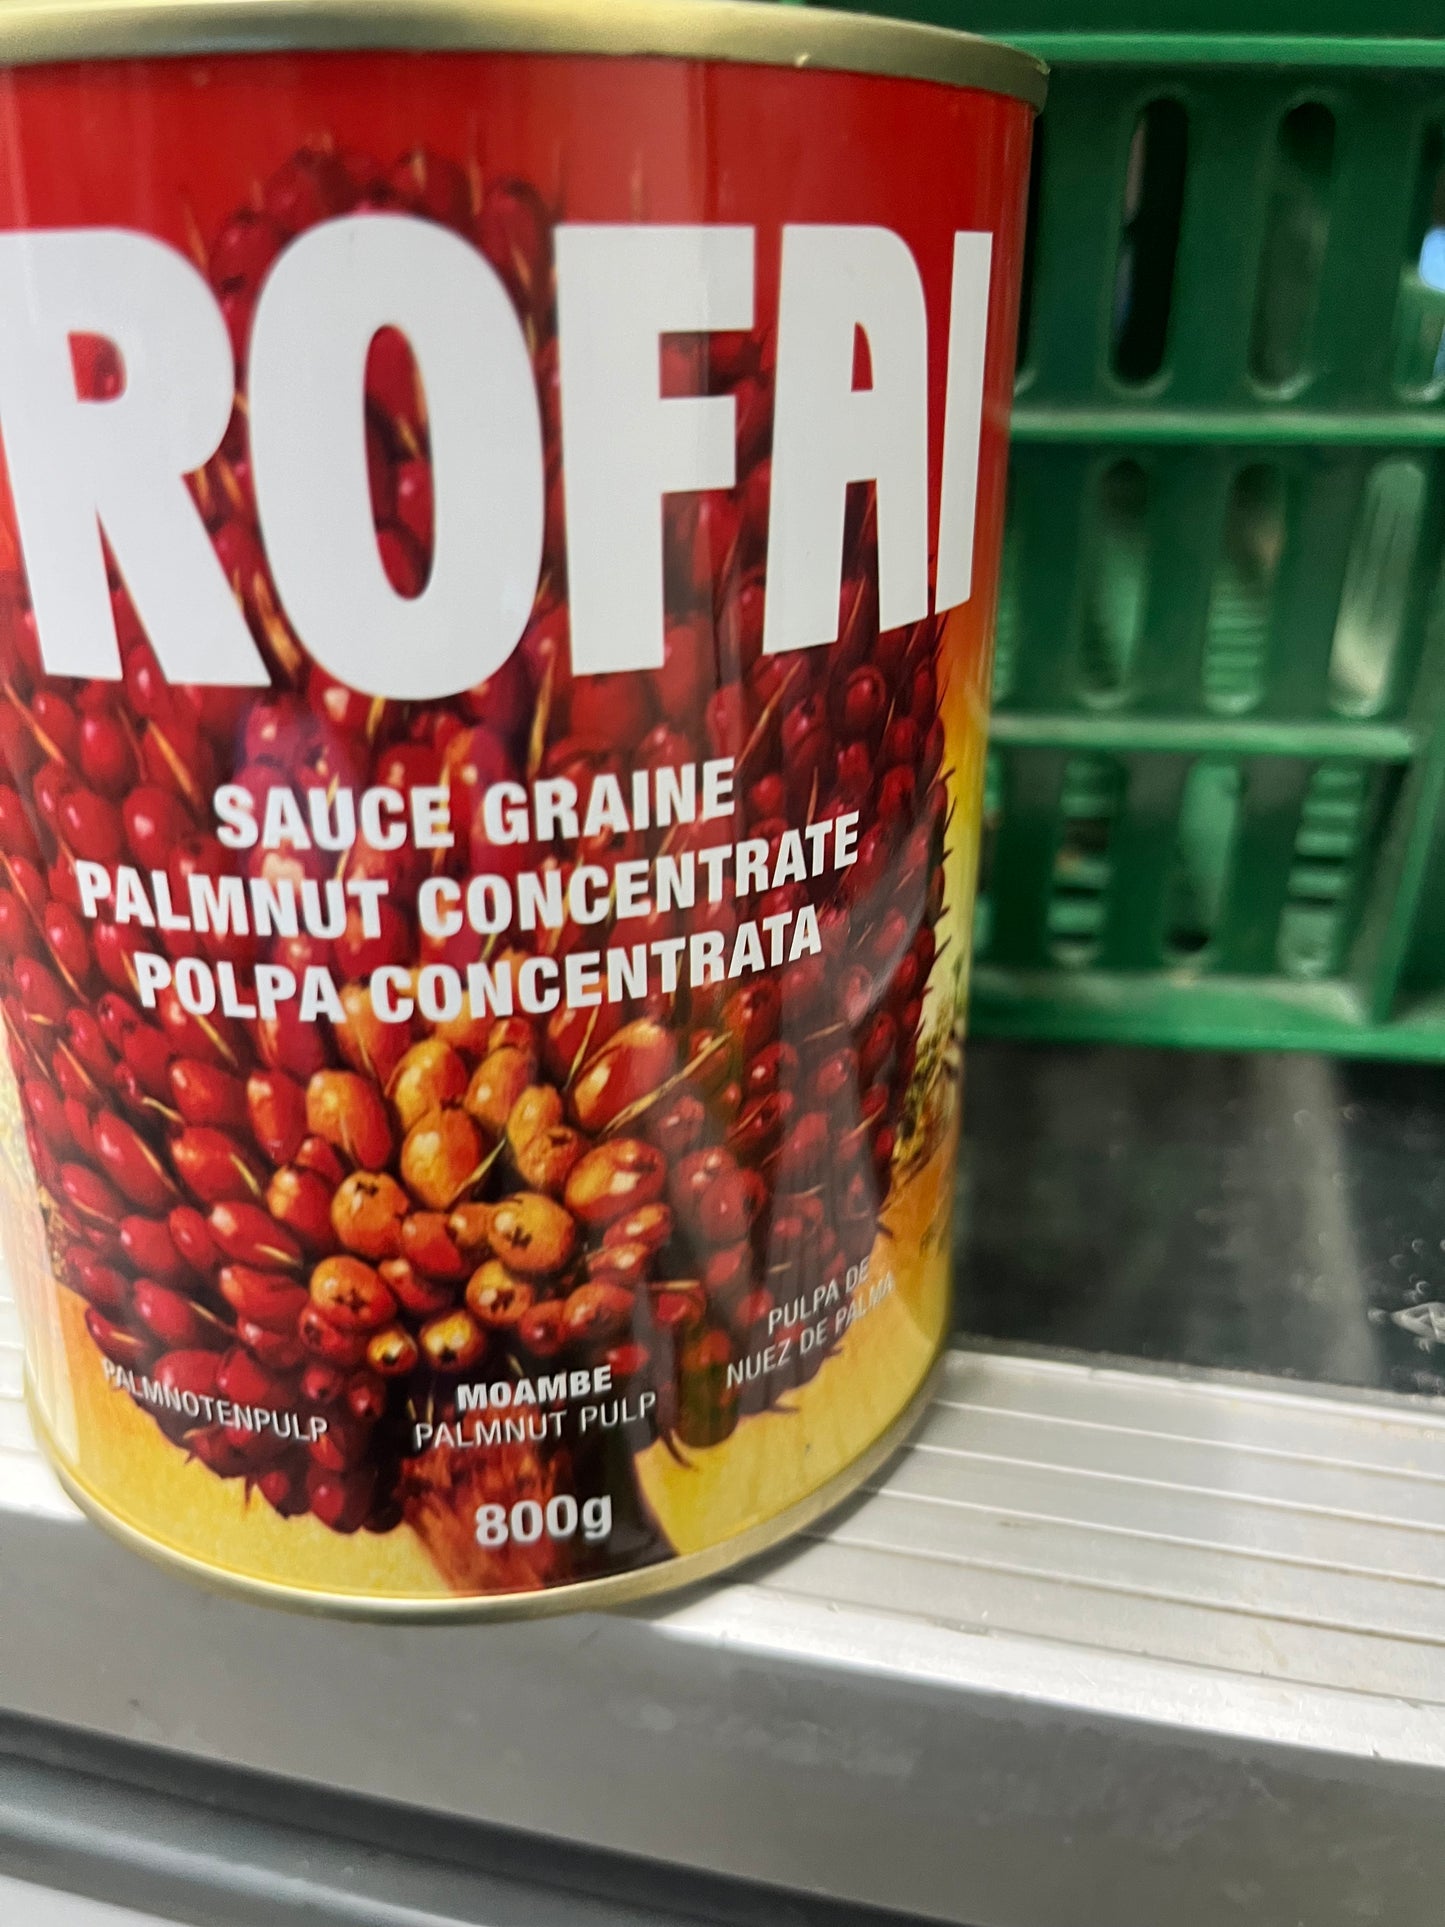 ROFAI
SAUCE GRAINE
PALMNUT CONCENTRATE
POLPA CONCENTRATA
PALMNOTENPULP
MOAMBE
PALMNUT PULP
PULPA DE
NUEZ DE PALMA
800g